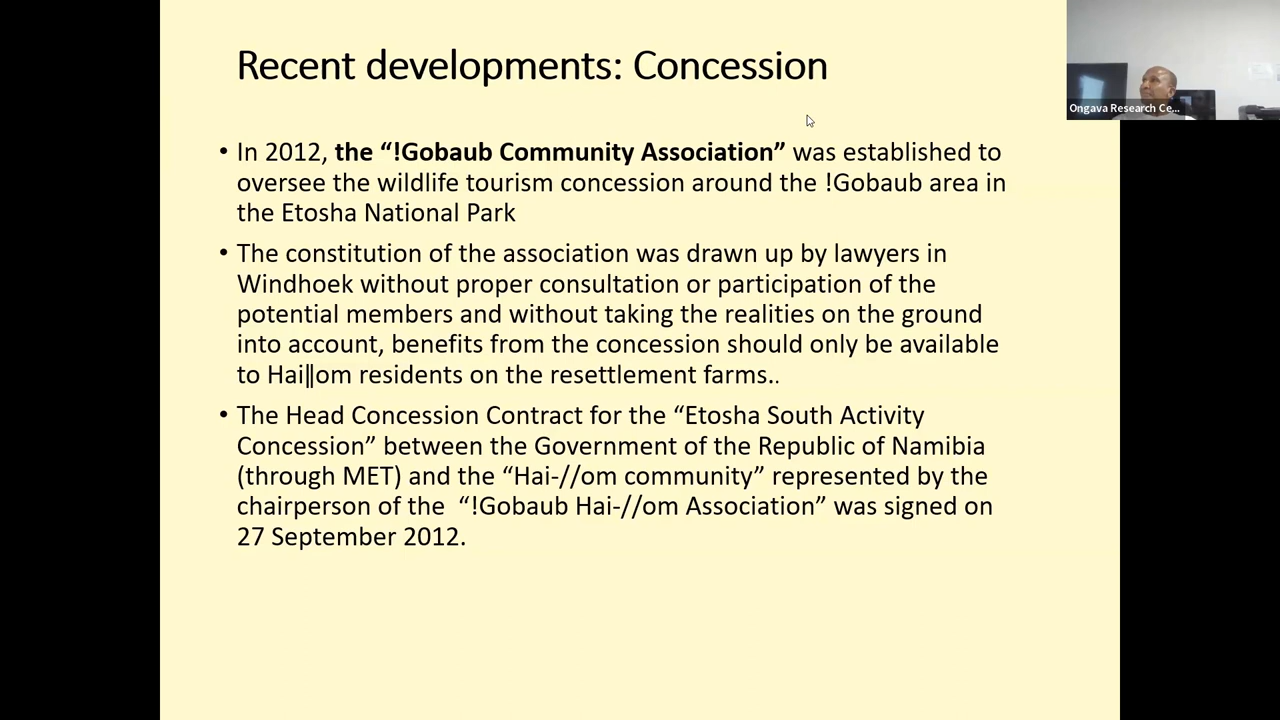 Recent developments: Concession
Ongava Research Ce...
• In 2012, the “!Gobaub Community Association” was established to
oversee the wildlife tourism concession around the !Gobaub area in
the Etosha National Park
• The constitution of the association was drawn up by lawyers in
Windhoek without proper consultation or participation of the
potential members and without taking the realities on the ground
into account, benefits from the concession should only be available
to Haiǁom residents on the resettlement farms..
• The Head Concession Contract for the “Etosha South Activity
Concession” between the Government of the Republic of Namibia
(through MET) and the “Hai-//om community” represented by the
chairperson of the  “!Gobaub Hai-//om Association” was signed on
27 September 2012.